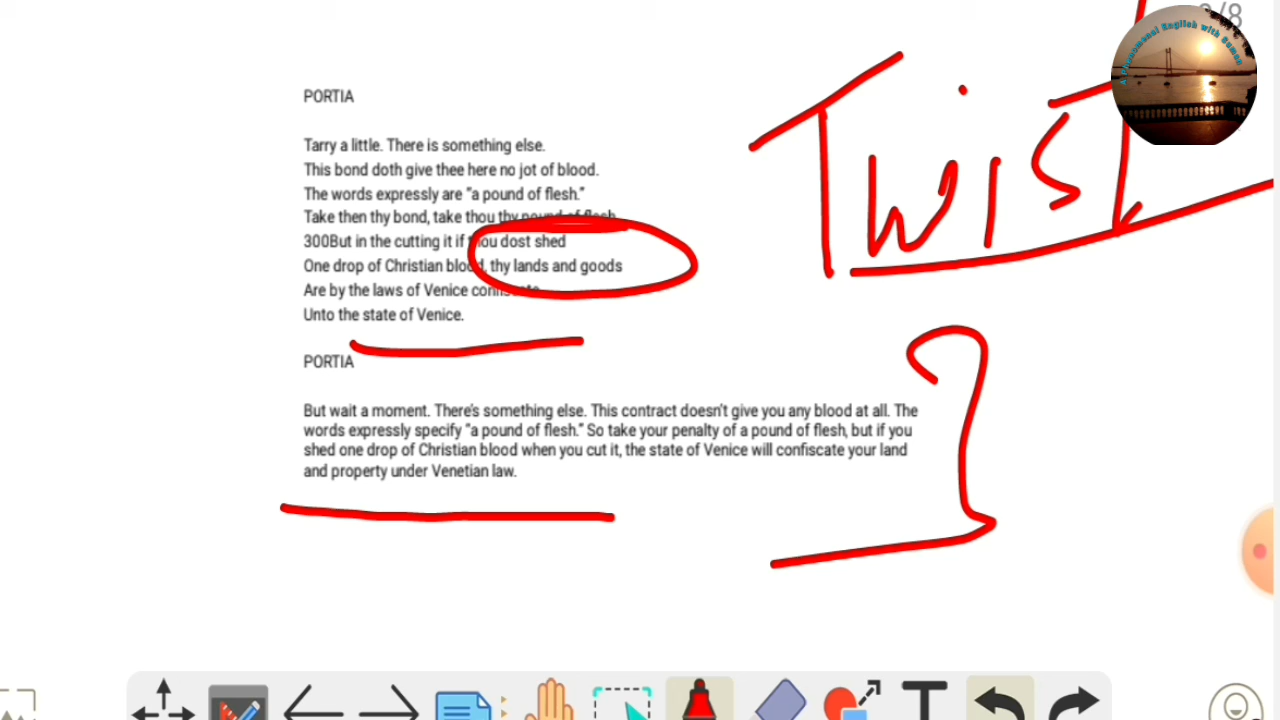 2/8
A Phenomenal English with Suman
TWIST
PORTIA
Tarry a little. There is something else.
This bond doth give thee here no jot of blood.
The words expressly are “a pound of flesh.”
Take then thy bond, take thou thy pound of flesh
300But in the cutting it if thou dost shed
One drop of Christian blood, thy lands and goods
Are by the laws of Venice confiscate
Unto the state of Venice.
PORTIA
But wait a moment. There's something else. This contract doesn't give you any blood at all. The
words expressly specify “a pound of flesh.” So take your penalty of a pound of flesh, but if you
shed one drop of Christian blood when you cut it, the state of Venice will confiscate your land
and property under Venetian law.
T